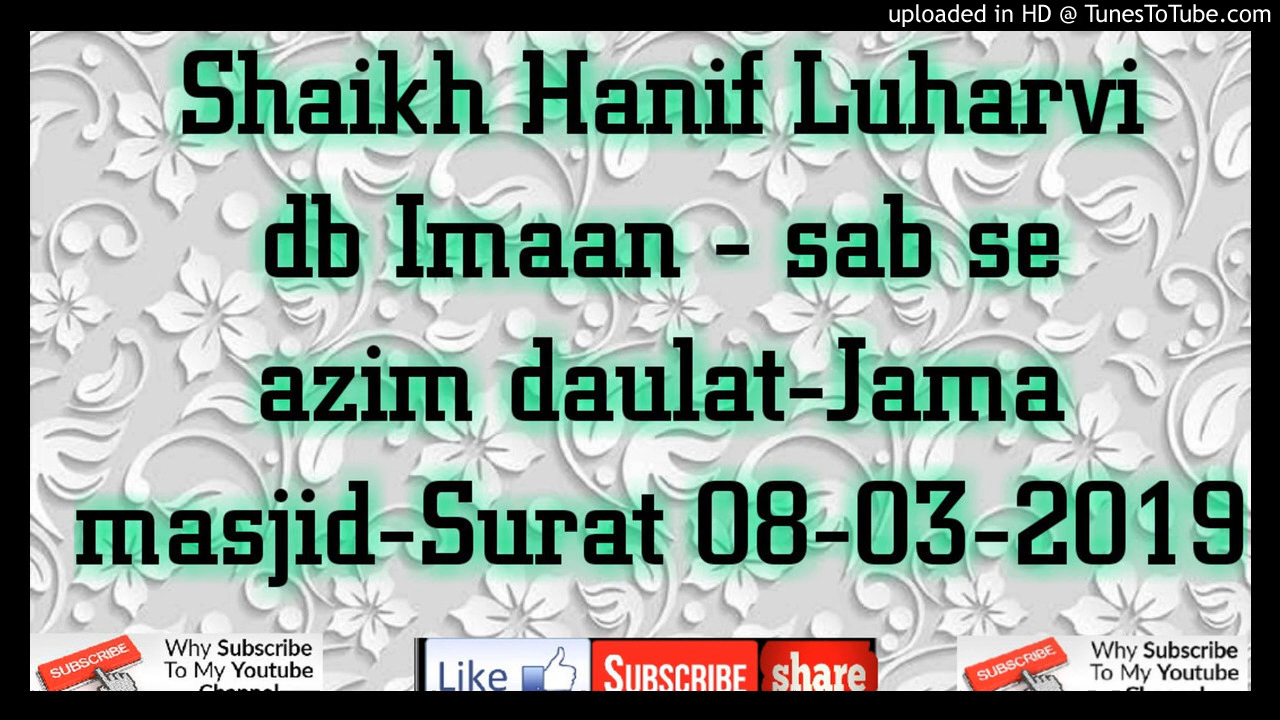 uploaded in HD @ TunesToTube.com
Shaikh Hanif Luharvi
db Imaan - sab se
azim daulat-Jama
masjid-Surat 08-03-2019
SUBSCRIBE
Why Subscribe
To My Youtube
Channel
Like
SUBSCRIBE
share
SUBSCRIBE
Why Subscribe
To My Youtube